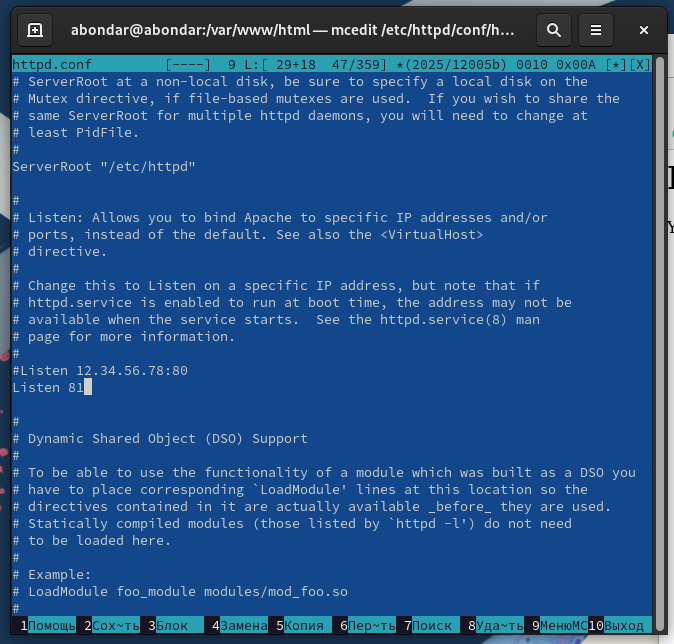 abondar@abondar:/var/www/html — mcedit /etc/httpd/conf/h...
httpd.conf [----] 9 L:[ 29+18 47/359] *(2025/12005b) 0010 0x00A [*][X]
# ServerRoot at a non-local disk, be sure to specify a local disk on the
# Mutex directive, if file-based mutexes are used.  If you wish to share the
# same ServerRoot for multiple httpd daemons, you will need to change at
# least PidFile.
#
ServerRoot "/etc/httpd"
#
# Listen: Allows you to bind Apache to specific IP addresses and/or
# ports, instead of the default. See also the <VirtualHost>
# directive.
#
# Change this to Listen on a specific IP address, but note that if
# httpd.service is enabled to run at boot time, the address may not be
# available when the service starts.  See the httpd.service(8) man
# page for more information.
#
#Listen 12.34.56.78:80
Listen 81
#
# Dynamic Shared Object (DSO) Support
#
# To be able to use the functionality of a module which was built as a DSO you
# have to place corresponding `LoadModule' lines at this location so the
# directives contained in it are actually available _before_ they are used.
# Statically compiled modules (those listed by `httpd -l') do not need
# to be loaded here.
#
# Example:
# LoadModule foo_module modules/mod_foo.so
#
1Помощь 2Сох~ть 3Блок 4Замена 5Копия 6Пер~ть 7Поиск 8Уда~ть 9МенюMC 10Выход